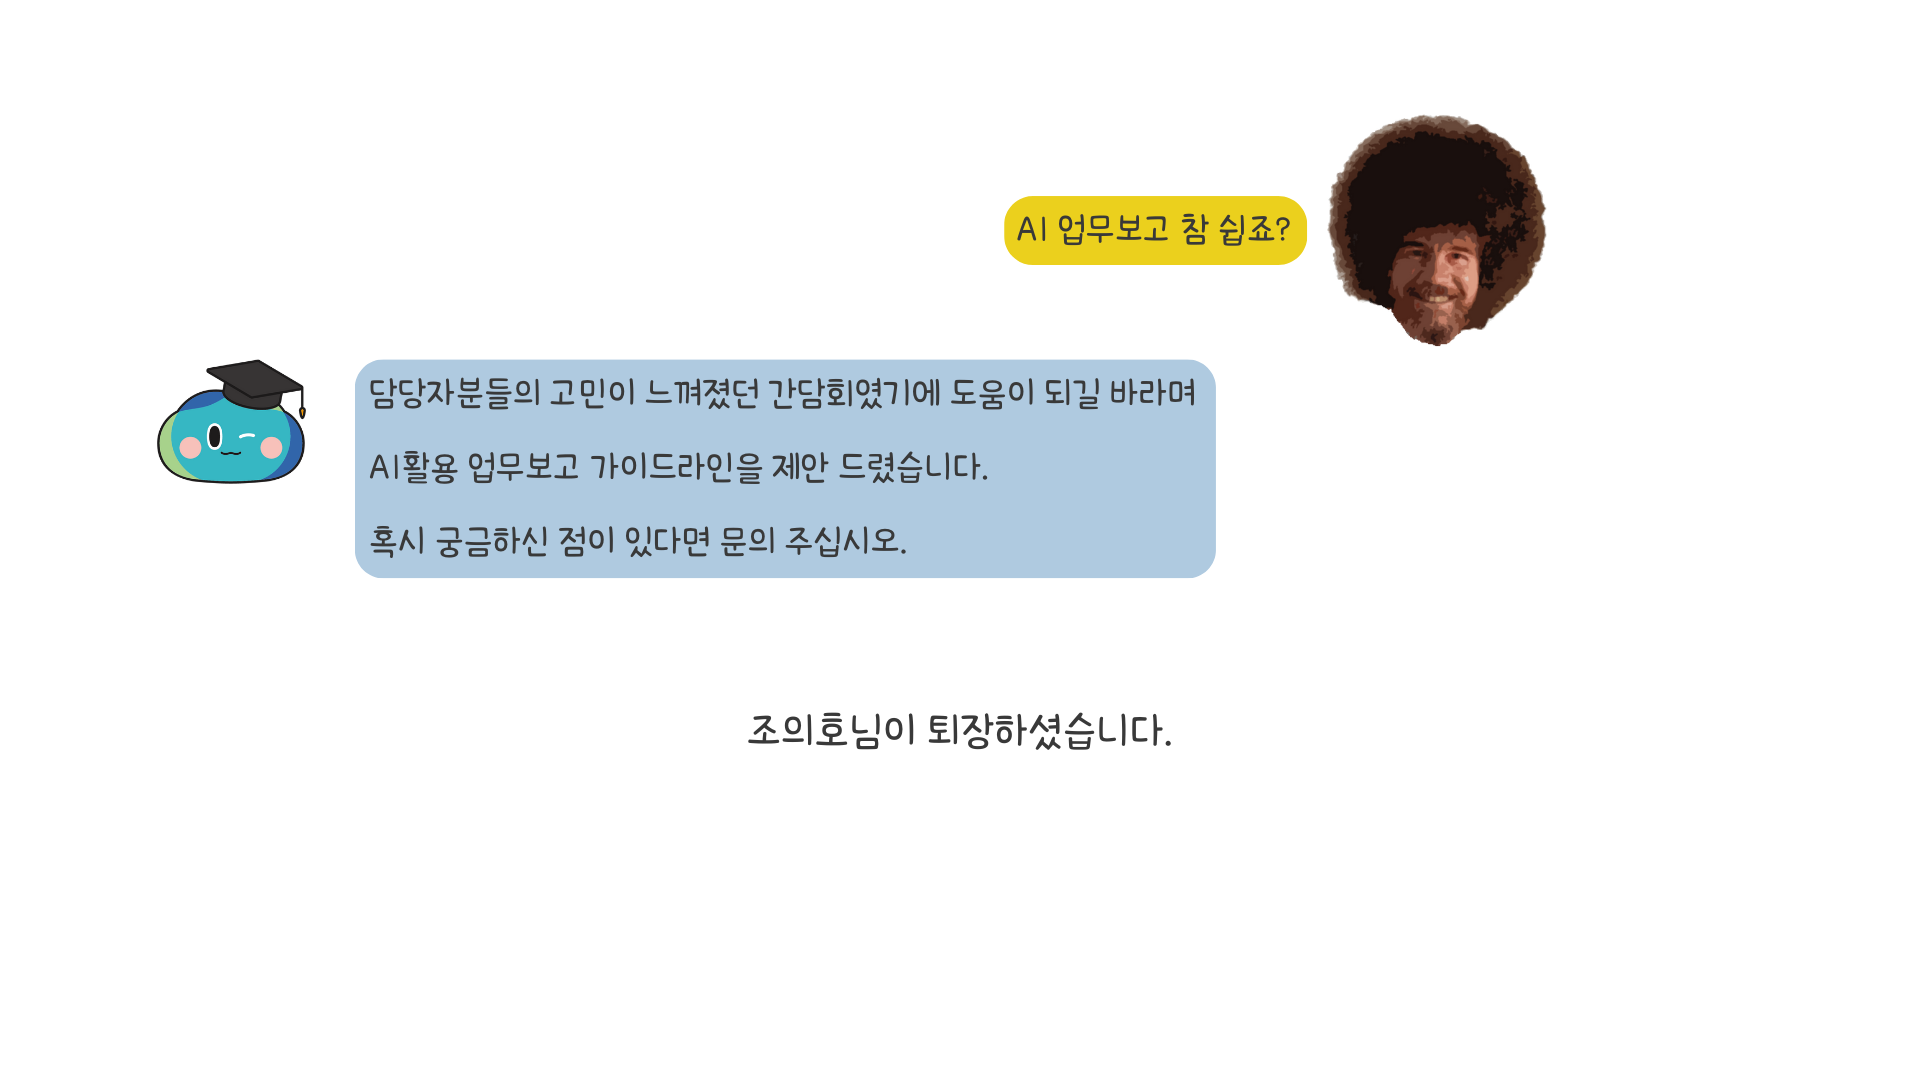 AI 업무보고 참 쉽죠?
담당자분들의 고민이 느껴졌던 간담회였기에 도움이 되길 바라며
AI활용 업무보고 가이드라인을 제안 드렸습니다.
혹시 궁금하신 점이 있다면 문의 주십시오.
조의호님이 퇴장하셨습니다.